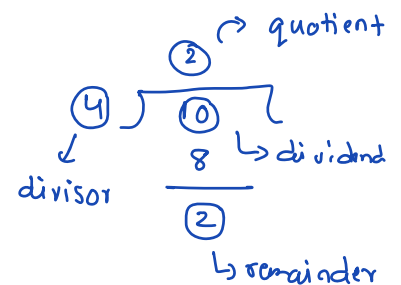 quotient
2
4 ) 10 (
dividend
8
divisor
2
remainder